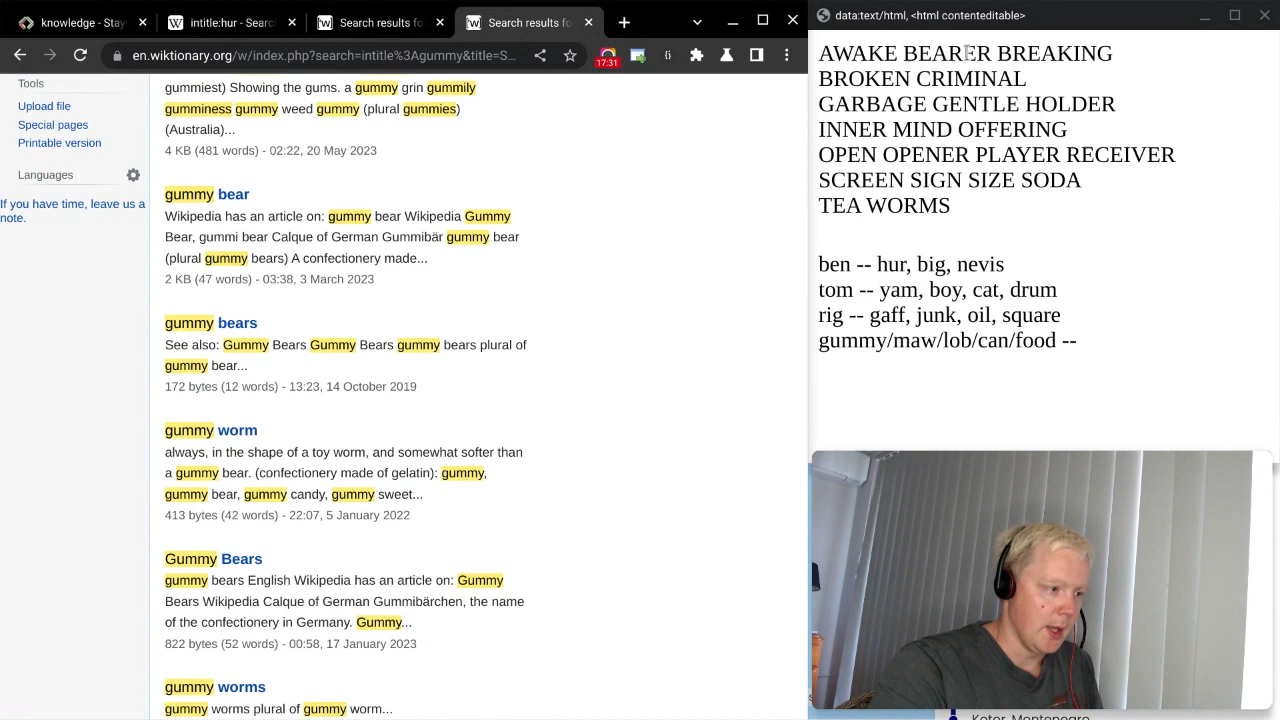 knowledge - Stay
intitle:hur - Sear
Search results fo
Search results fo
en.wiktionary.org/w/index.php?search=intitle%3Agummy&title=S...
17:31
Tools
Upload file
Special pages
Printable version
Languages
If you have time, leave us a
note.
gummiest) Showing the gums. a gummy grin gummily
gumminess gummy weed gummy (plural gummies)
(Australia)...
4 KB (481 words) - 02:22, 20 May 2023
gummy bear
Wikipedia has an article on: gummy bear Wikipedia Gummy
Bear, gummi bear Calque of German Gummibär gummy bear
(plural gummy bears) A confectionery made...
2 KB (47 words) - 03:38, 3 March 2023
gummy bears
See also: Gummy Bears Gummy Bears gummy bears plural of
gummy bear...
172 bytes (12 words) - 13:23, 14 October 2019
gummy worm
always, in the shape of a toy worm, and somewhat softer than
a gummy bear. (confectionery made of gelatin): gummy,
gummy bear, gummy candy, gummy sweet...
413 bytes (42 words) - 22:07, 5 January 2022
Gummy Bears
gummy bears English Wikipedia has an article on: Gummy
Bears Wikipedia Calque of German Gummibärchen, the name
of the confectionery in Germany. Gummy...
822 bytes (52 words) - 00:58, 17 January 2023
gummy worms
gummy worms plural of gummy worm...
data:text/html, <html contenteditable>
AWAKE BEARER BREAKING
BROKEN CRIMINAL
GARBAGE GENTLE HOLDER
INNER MIND OFFERING
OPEN OPENER PLAYER RECEIVER
SCREEN SIGN SIZE SODA
TEA WORMS
ben -- hur, big, nevis
tom -- yam, boy, cat, drum
rig -- gaff, junk, oil, square
gummy/maw/lob/can/food --
Kotor, Montenegro